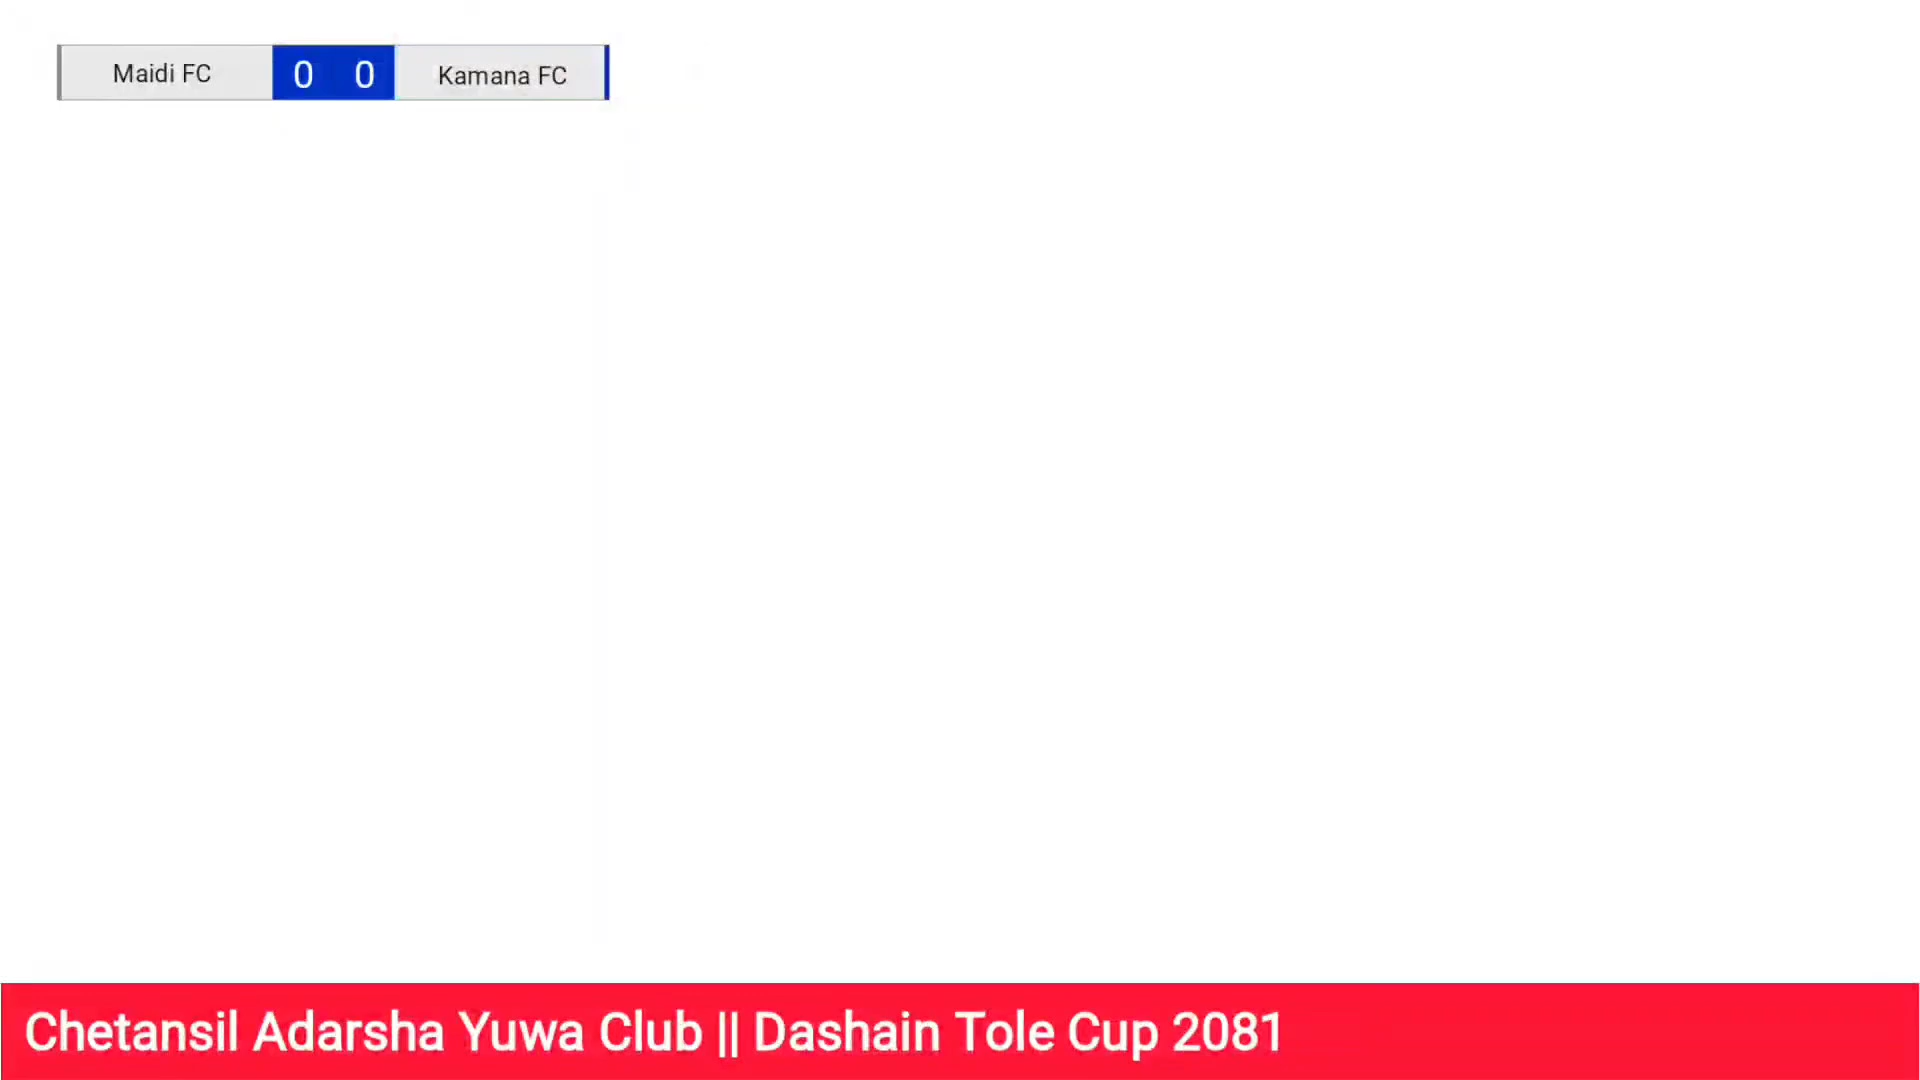 Maidi FC 0 0 Kamana FC
Chetansil Adarsha Yuwa Club || Dashain Tole Cup 2081